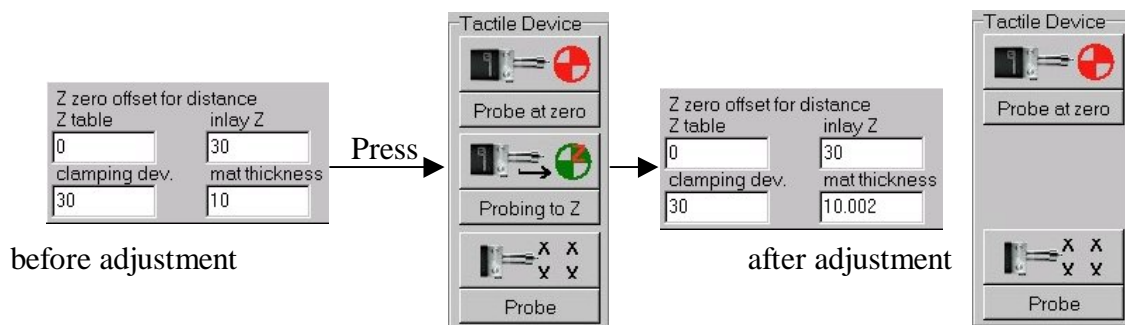 Z zero offset for distance
Z table inlay Z
0 30
clamping dev. mat thickness
30 10
before adjustment
Press
Tactile Device
Probe at zero
Z
Probing to Z
X X
X X
Probe
Z zero offset for distance
Z table inlay Z
0 30
clamping dev. mat thickness
30 10.002
after adjustment
Tactile Device
Probe at zero
X X
X X
Probe